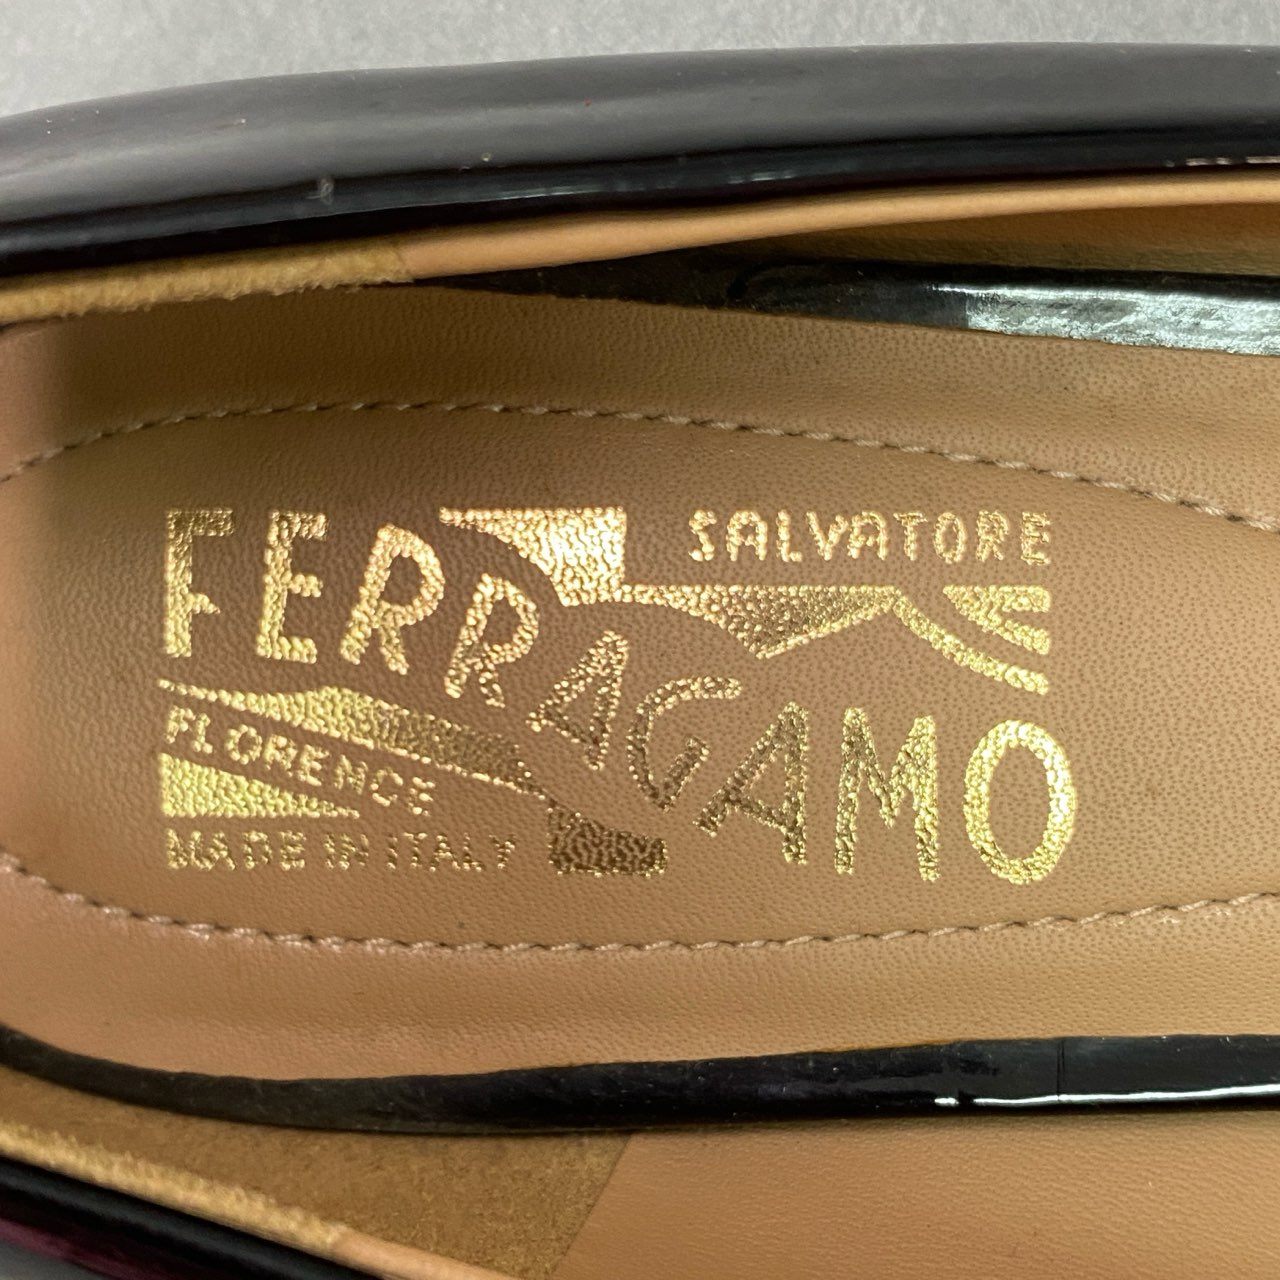 SALVATORE
FERRAGAMO
FLORENCE
MADE IN ITALY